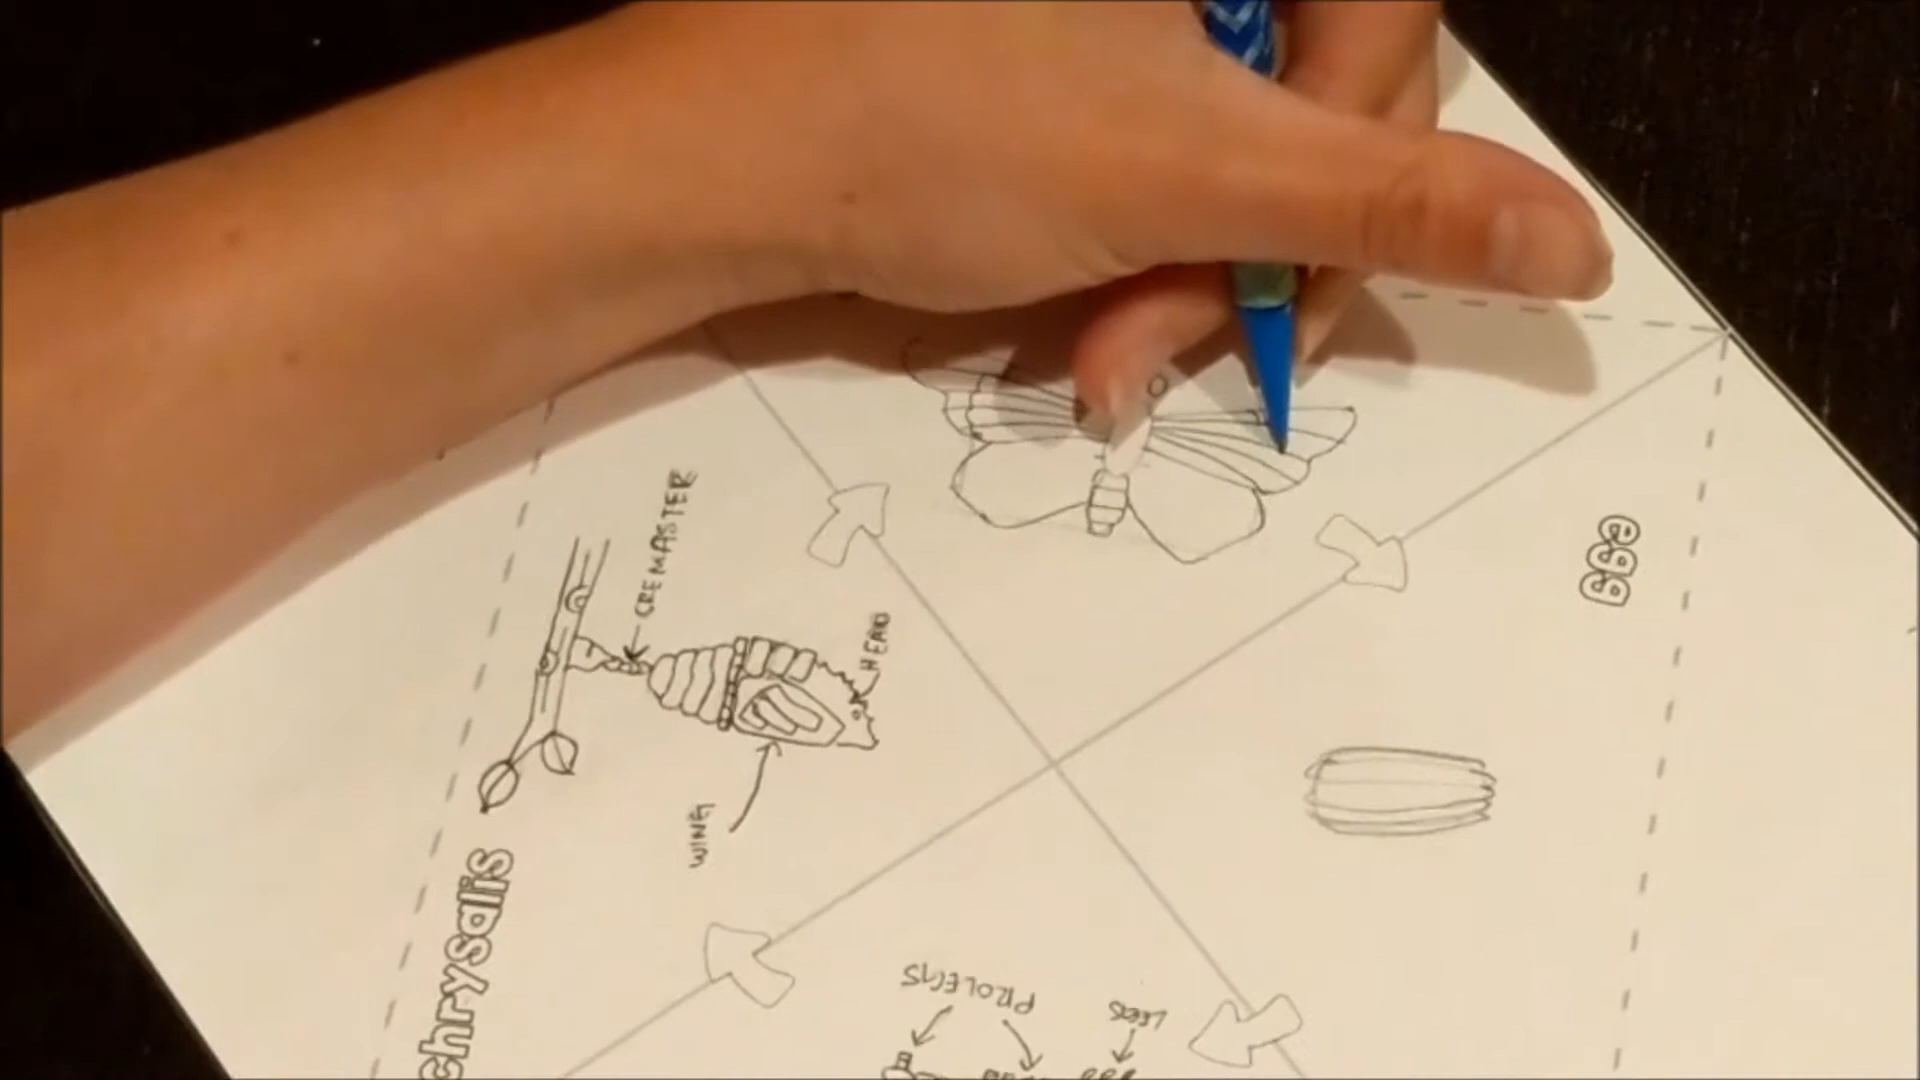 egg
CREMASTER
HEAD
WING
chrysalis
PROLEGS
LEGS